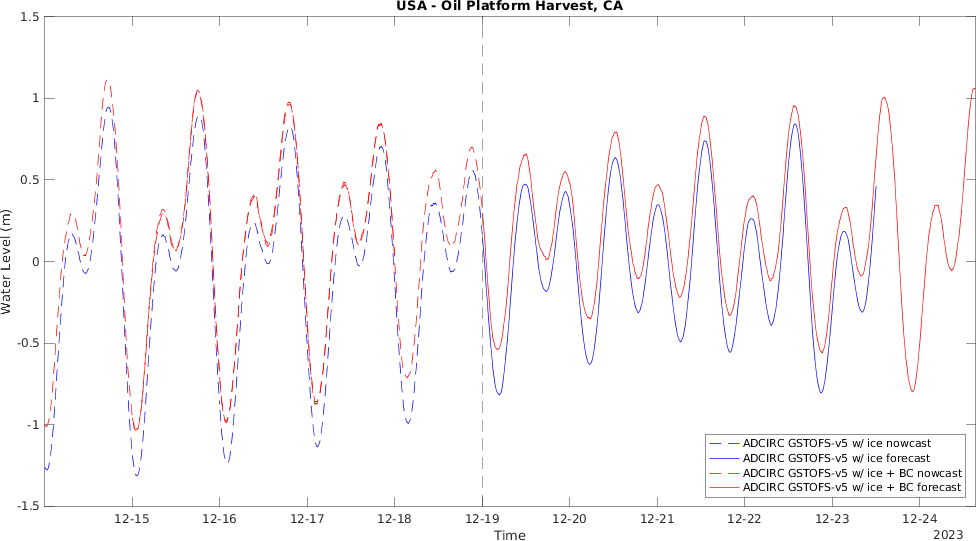 USA - Oil Platform Harvest, CA
1.5
1
0.5
0
-0.5
-1
-1.5
Water Level (m)
ADCIRC GSTOFS-v5 w/ ice nowcast
ADCIRC GSTOFS-v5 w/ ice forecast
ADCIRC GSTOFS-v5 w/ ice + BC nowcast
ADCIRC GSTOFS-v5 w/ ice + BC forecast
12-15 12-16 12-17 12-18 12-19 12-20 12-21 12-22 12-23 12-24
Time
2023